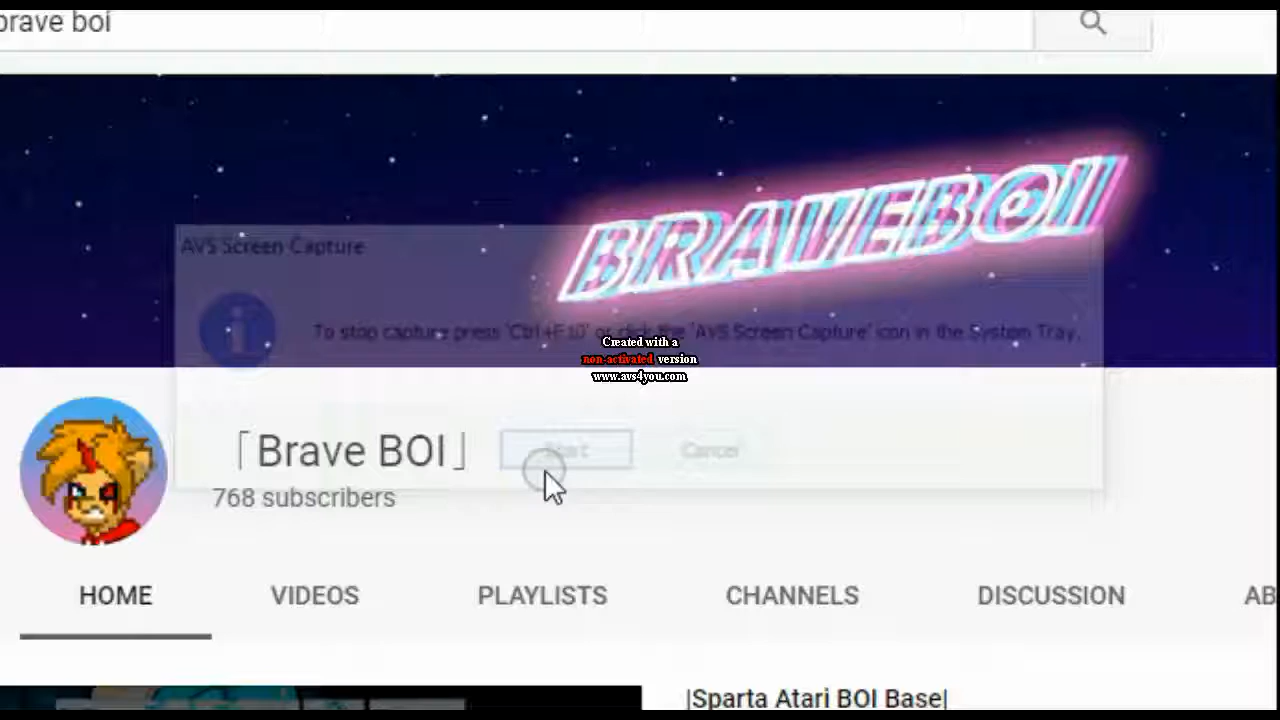 brave boi
BRAVEBOI
AVS Screen Capture
To stop capture press 'Ctrl+F10' or click the 'AVS Screen Capture' icon in the System Tray.
Created with a
non-activated version
www.avs4you.com
「Brave BOI」
Start
Cancel
768 subscribers
HOME VIDEOS PLAYLISTS CHANNELS DISCUSSION AB
|Sparta Atari BOI Base|